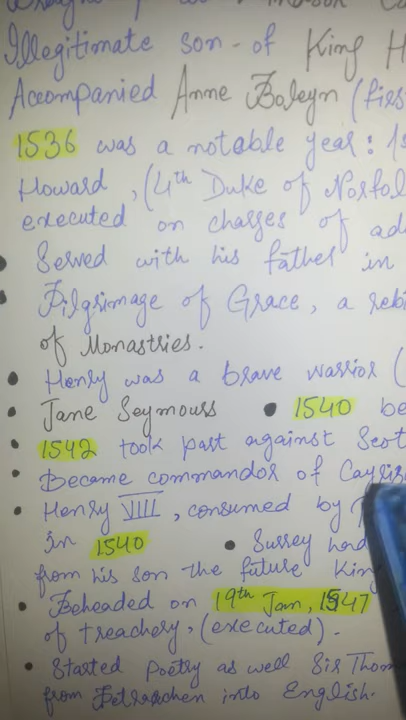 Illegitimate son - of King H
Accompanied Anne Boleyn (firs
1536 was a notable year: 1s
Howard, (4th Duke of Norfol
executed on charges of ad
Served with his father in
Pilgrimage of Grace, a reb
of Monastries.
Henry was a brave warrior (
Jane Seymours • 1540 be
1542 took part against Scot
Became commandor of
Henry VIII, consumed by
in 1540 • Surrey had
from his son the future King
Beheaded on 19th Jan, 1547
of treachery, (executed).
Started Poetry as well Sir Thom
from into English.